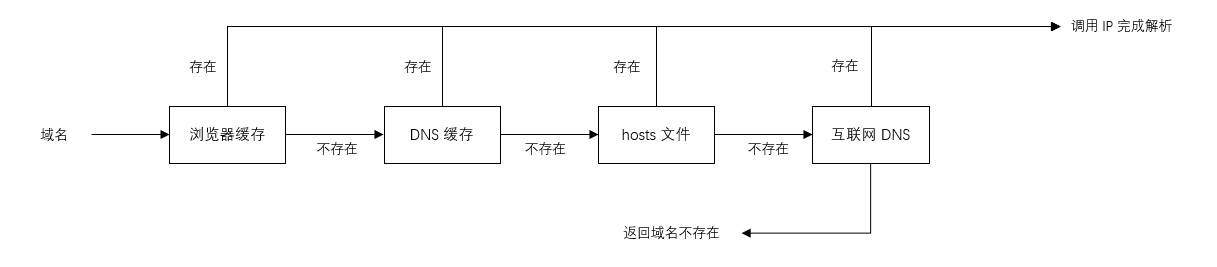 调用 IP 完成解析
存在
存在
存在
存在
域名
浏览器缓存
DNS 缓存
hosts 文件
互联网 DNS
不存在
不存在
不存在
返回域名不存在